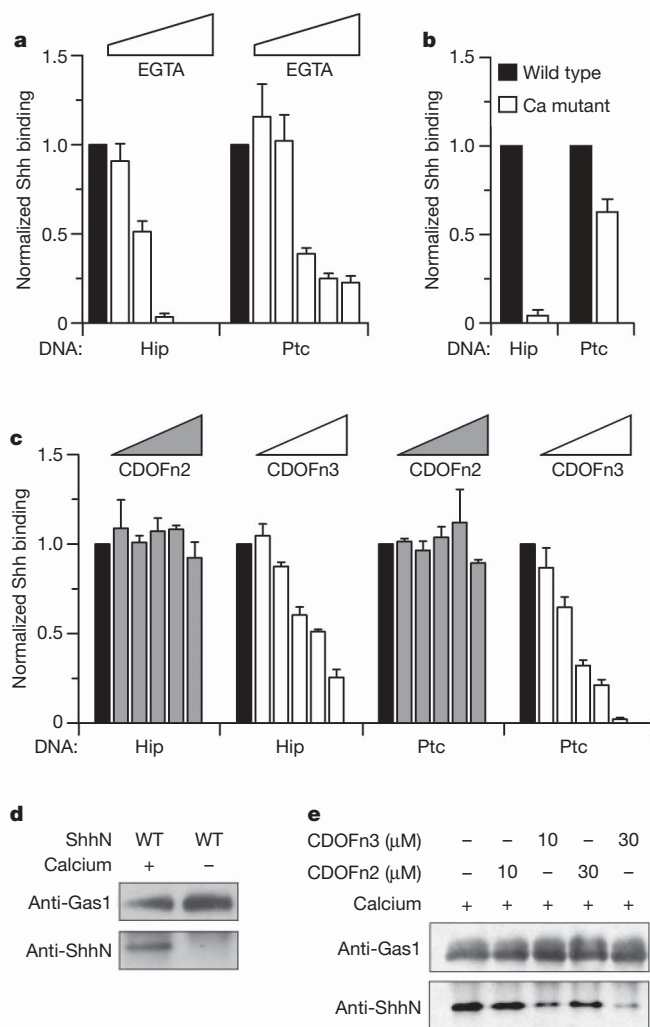 a
EGTA
EGTA
Normalized Shh binding
1.5
1.0
0.5
0
DNA:
Hip
Ptc
b
Wild type
Ca mutant
Normalized Shh binding
1.5
1.0
0.5
0
DNA:
Hip
Ptc
c
CDOFn2
CDOFn3
CDOFn2
CDOFn3
Normalized Shh binding
1.5
1.0
0.5
0
DNA:
Hip
Hip
Ptc
Ptc
d
ShhN WT WT
Calcium + –
Anti-Gas1
Anti-ShhN
e
CDOFn3 (μM) – – 10 – 30
CDOFn2 (μM) – 10 – 30 –
Calcium + + + + +
Anti-Gas1
Anti-ShhN